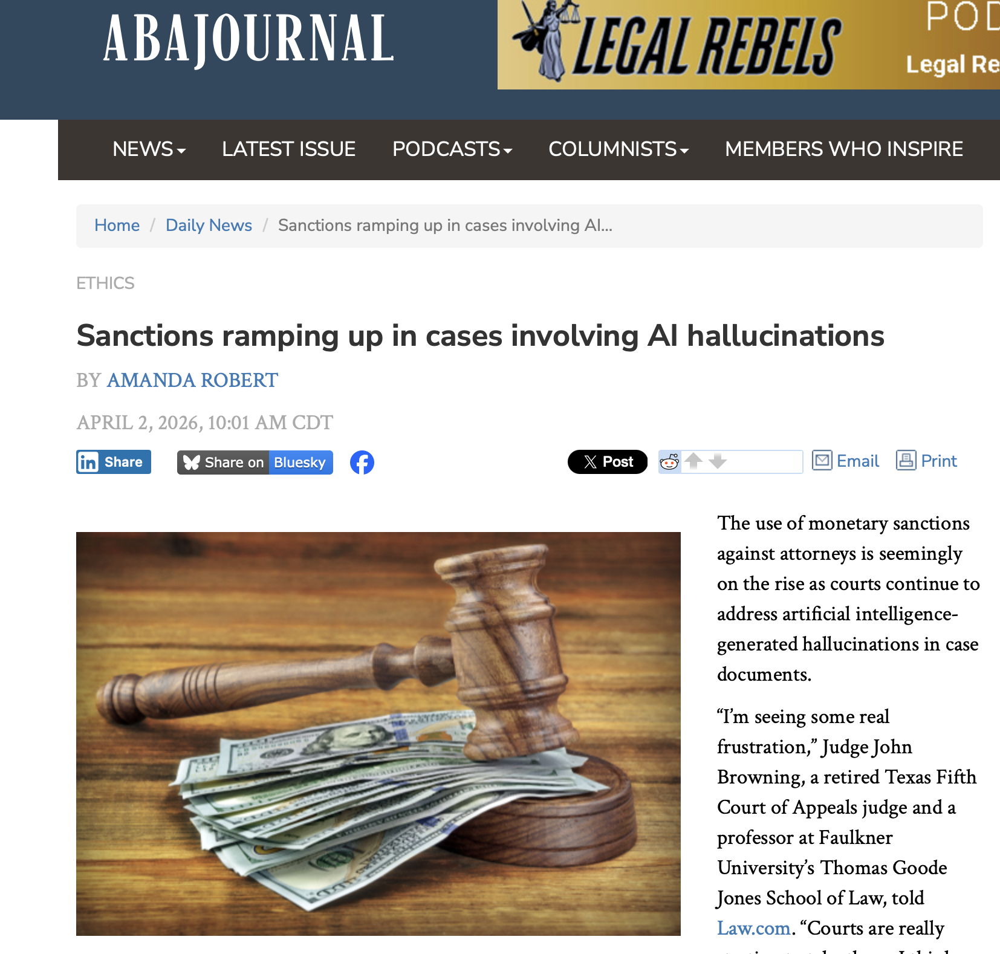 ABAJOURNAL
LEGAL REBELS
POD
Legal Re
NEWS
LATEST ISSUE
PODCASTS
COLUMNISTS
MEMBERS WHO INSPIRE
Home / Daily News / Sanctions ramping up in cases involving AI...
ETHICS
Sanctions ramping up in cases involving AI hallucinations
BY AMANDA ROBERT
APRIL 2, 2026, 10:01 AM CDT
in Share
Share on Bluesky
Post
Email
Print
The use of monetary sanctions
against attorneys is seemingly
on the rise as courts continue to
address artificial intelligence-
generated hallucinations in case
documents.
“I’m seeing some real
frustration,” Judge John
Browning, a retired Texas Fifth
Court of Appeals judge and a
professor at Faulkner
University’s Thomas Goode
Jones School of Law, told
Law.com. “Courts are really